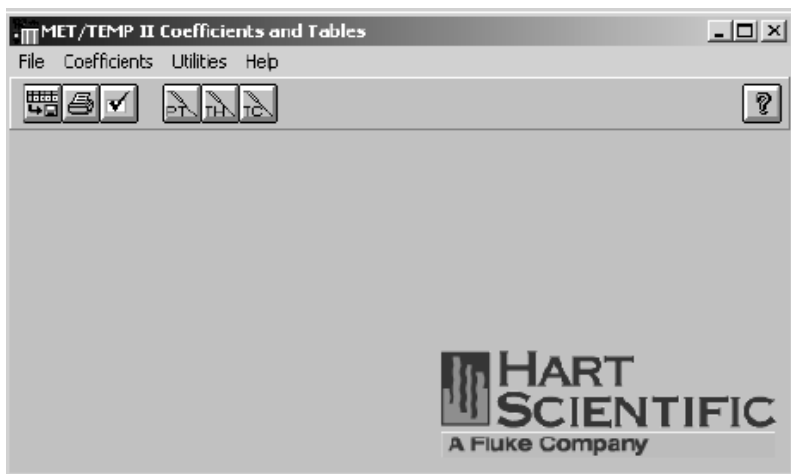 MET/TEMP II Coefficients and Tables
File Coefficients Utilities Help
PT TH TC ?
HART
SCIENTIFIC
A Fluke Company